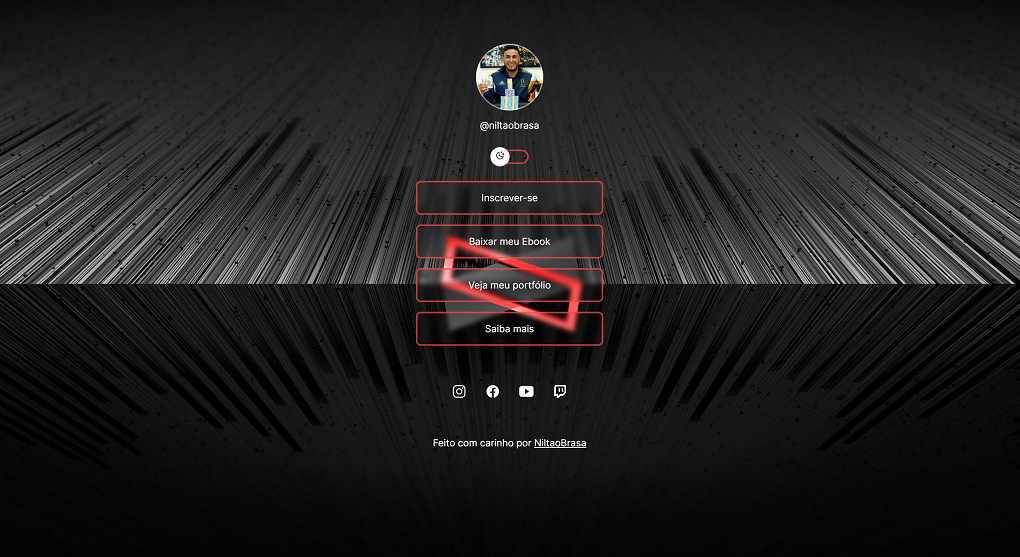 @niltaobrasa
Inscrever-se
Baixar meu Ebook
Veja meu portfólio
Saiba mais
Feito com carinho por NiltaoBrasa